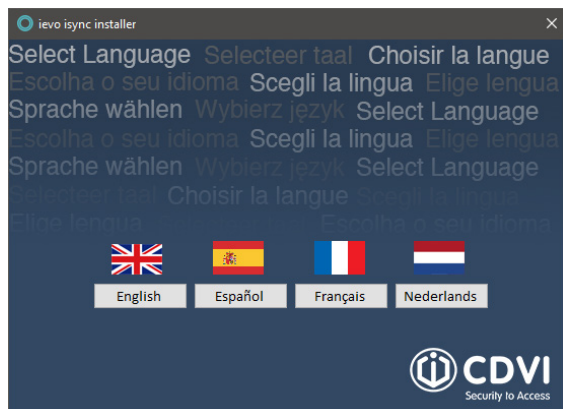 ievo isync installer
Select Language Selecteer taal Choisir la langue
Escolha o seu idioma Scegli la lingua Elige lengua
Sprache wählen Wybierz język Select Language
Escolha o seu idioma Scegli la lingua Elige lengua
Sprache wählen Wybierz język Select Language
Selecteer taal Choisir la langue Scegli la lingua
Elige lengua Escolha o seu idioma
English Español Français Nederlands
CDVI
Security to Access